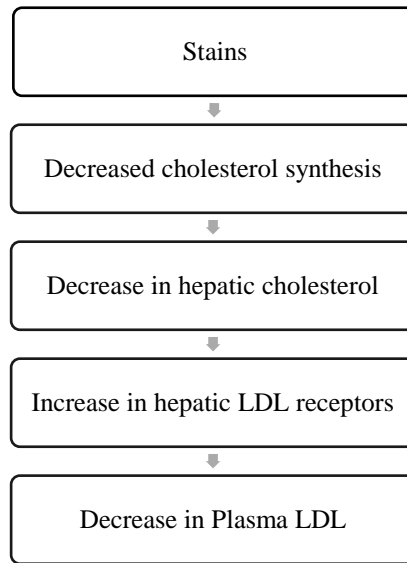 Stains
Decreased cholesterol synthesis
Decrease in hepatic cholesterol
Increase in hepatic LDL receptors
Decrease in Plasma LDL